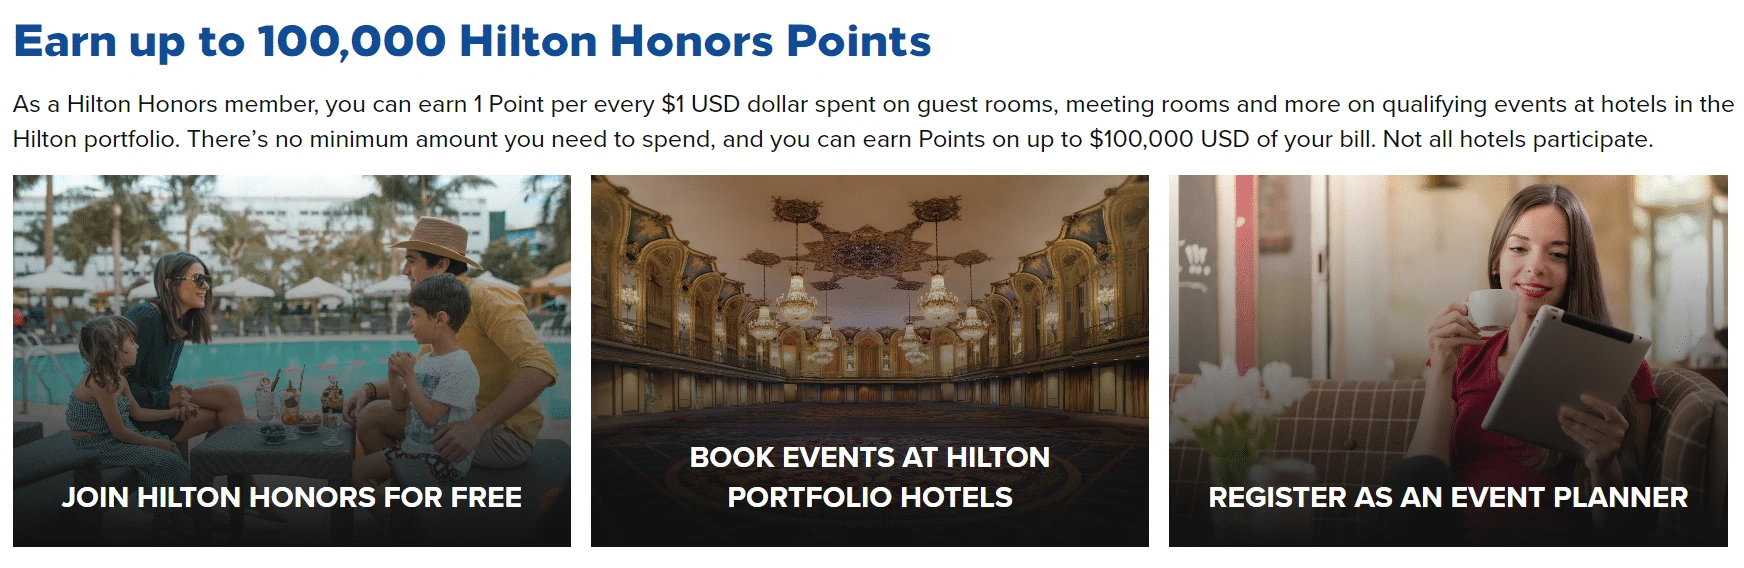 Earn up to 100,000 Hilton Honors Points
As a Hilton Honors member, you can earn 1 Point per every $1 USD dollar spent on guest rooms, meeting rooms and more on qualifying events at hotels in the
Hilton portfolio. There’s no minimum amount you need to spend, and you can earn Points on up to $100,000 USD of your bill. Not all hotels participate.
JOIN HILTON HONORS FOR FREE
BOOK EVENTS AT HILTON
PORTFOLIO HOTELS
REGISTER AS AN EVENT PLANNER